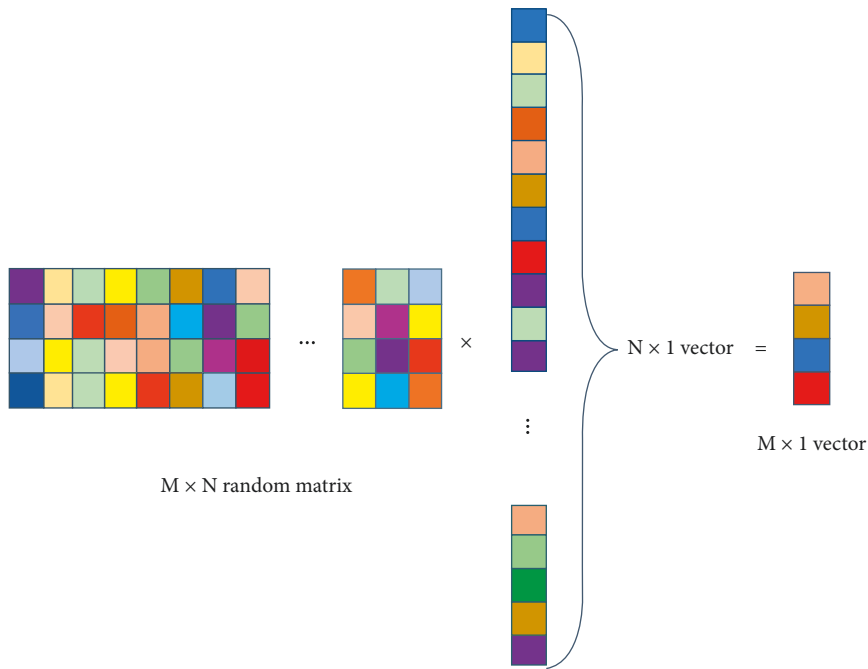 ...
×
⋮
N × 1 vector
=
M × N random matrix
M × 1 vector